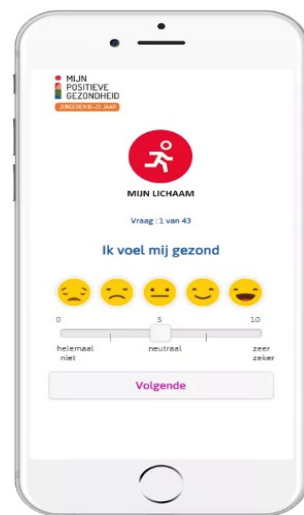 MIJN
POSITIEVE
GEZONDHEID
JONGEREN 16-25 JAAR
MIJN LICHAAM
Vraag : 1 van 43
Ik voel mij gezond
0 5 10
helemaal niet neutraal zeer zeker
Volgende